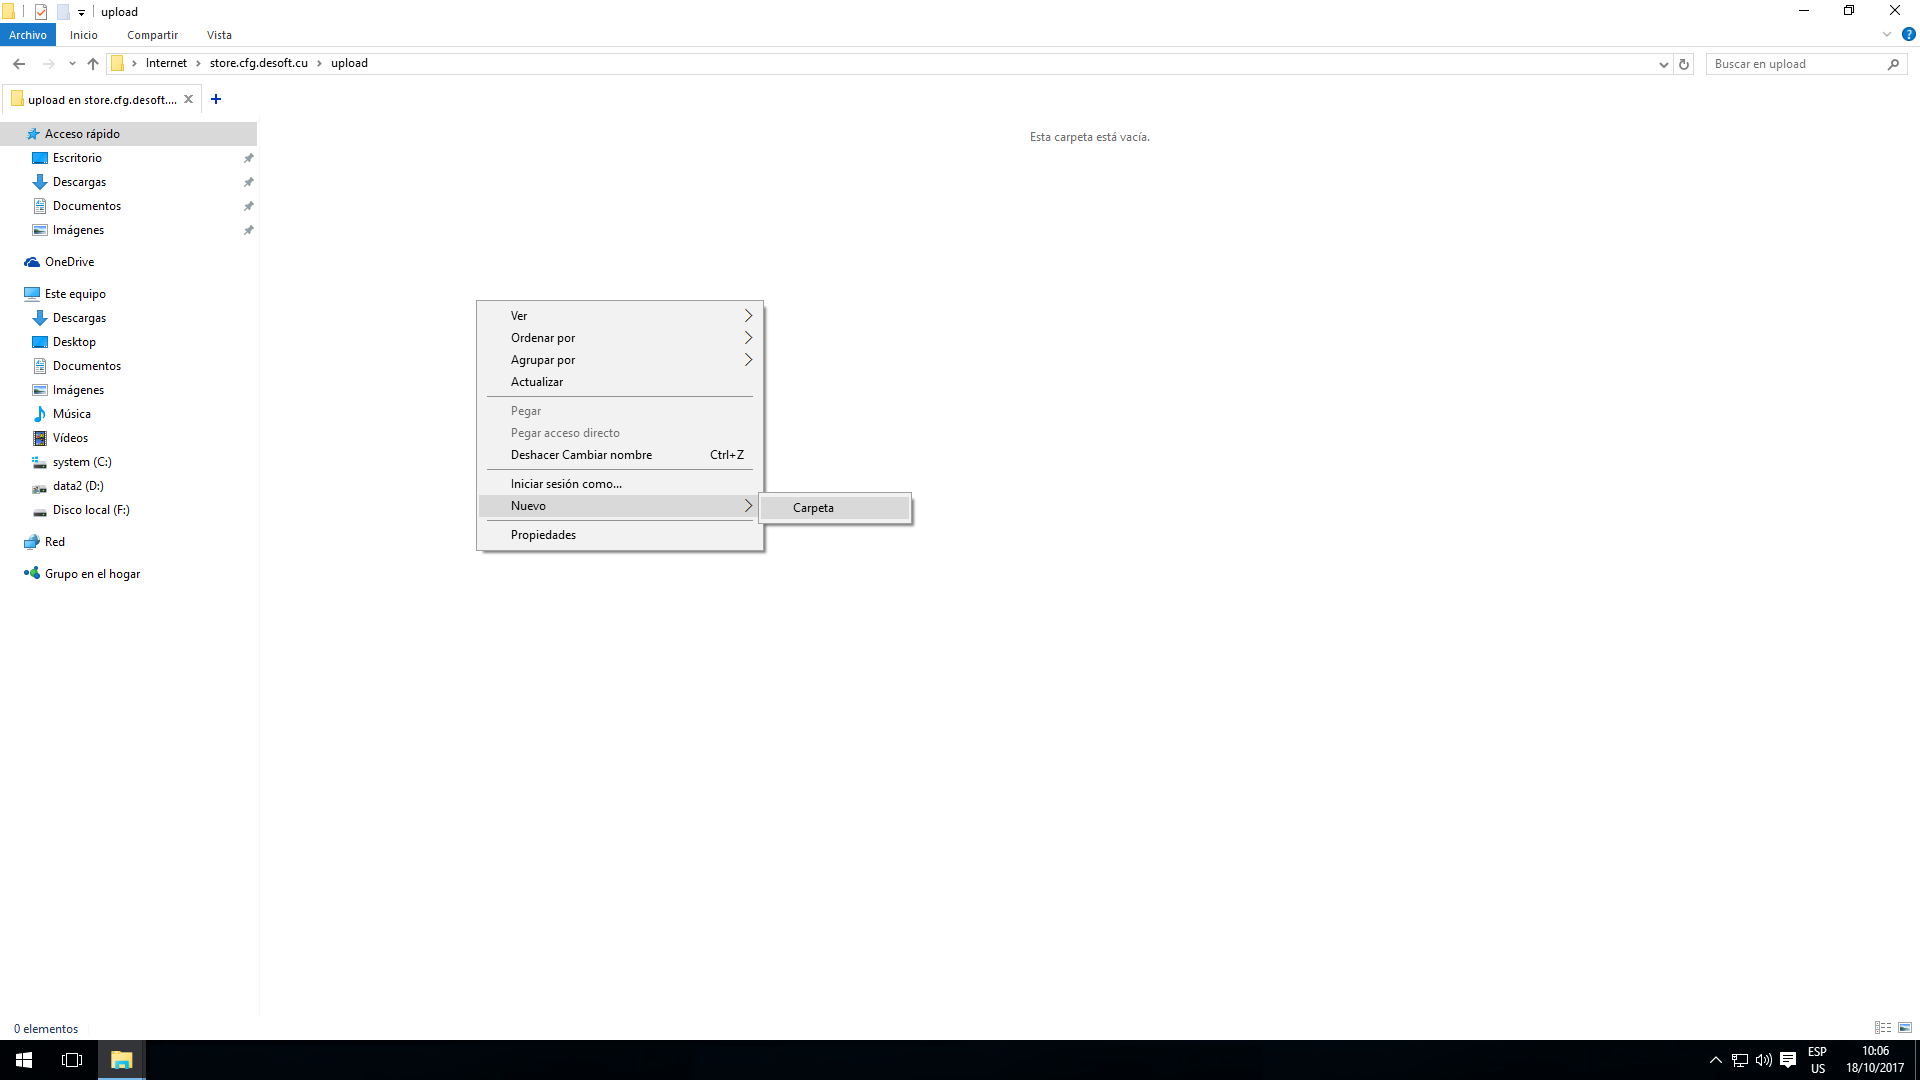 upload
Archivo Inicio Compartir Vista
Internet store.cfg.desoft.cu upload Buscar en upload
upload en store.cfg.desoft....
Acceso rápido
Esta carpeta está vacía.
Escritorio
Descargas
Documentos
Imágenes
OneDrive
Este equipo
Descargas
Desktop
Documentos
Imágenes
Música
Vídeos
system (C:)
data2 (D:)
Disco local (F:)
Red
Grupo en el hogar
Ver
Ordenar por
Agrupar por
Actualizar
Pegar
Pegar acceso directo
Deshacer Cambiar nombre Ctrl+Z
Iniciar sesión como...
Nuevo
Carpeta
Propiedades
0 elementos
ESP
US
10:06
18/10/2017